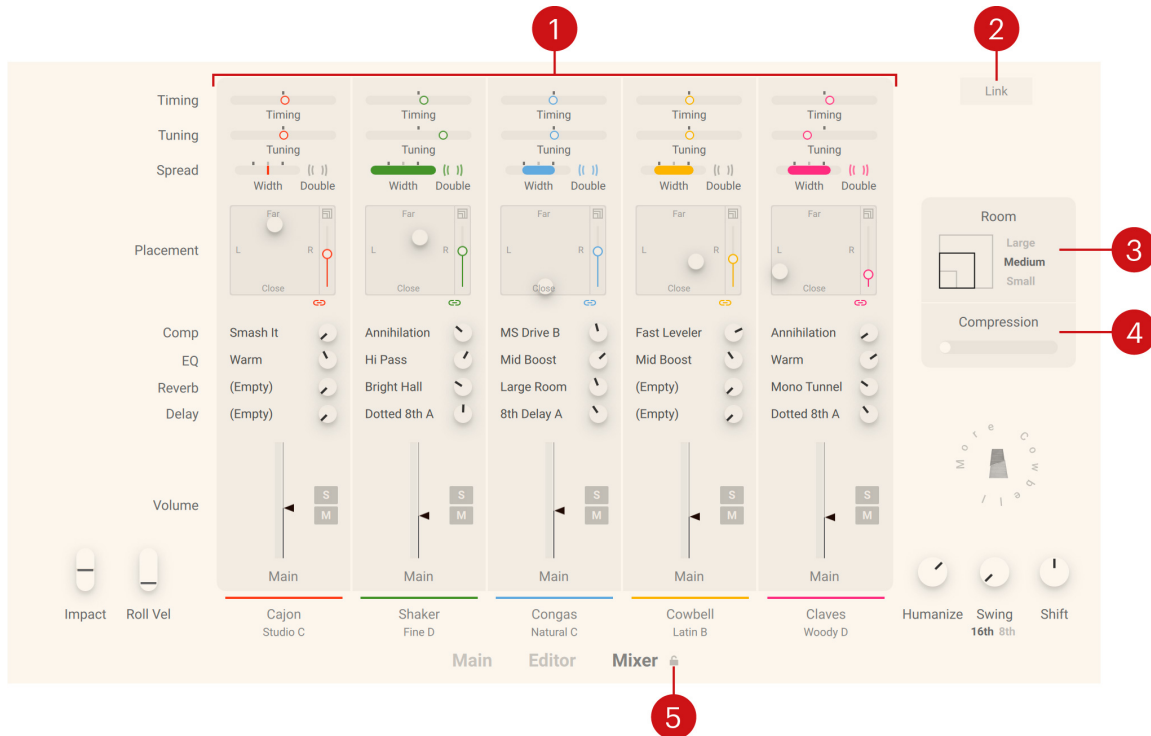 1
2
Link
Timing
Timing Timing Timing Timing Timing
Tuning
Tuning Tuning Tuning Tuning Tuning
Spread
Width Double Width Double Width Double Width Double Width Double
Placement
Far Far Far Far Far
L R L R L R L R L R
Close Close Close Close Close
Room
Large
Medium
Small
3
Compression
4
Comp Smash It Annihilation MS Drive B Fast Leveler Annihilation
EQ Warm Hi Pass Mid Boost Mid Boost Warm
Reverb (Empty) Bright Hall Large Room (Empty) Mono Tunnel
Delay (Empty) Dotted 8th A 8th Delay A (Empty) Dotted 8th A
More Cowbell
Volume
S S S S S
M M M M M
Main Main Main Main Main
Impact Roll Vel
Cajon Shaker Congas Cowbell Claves
Studio C Fine D Natural C Latin B Woody D
Humanize Swing Shift
16th 8th
Main Editor Mixer
5